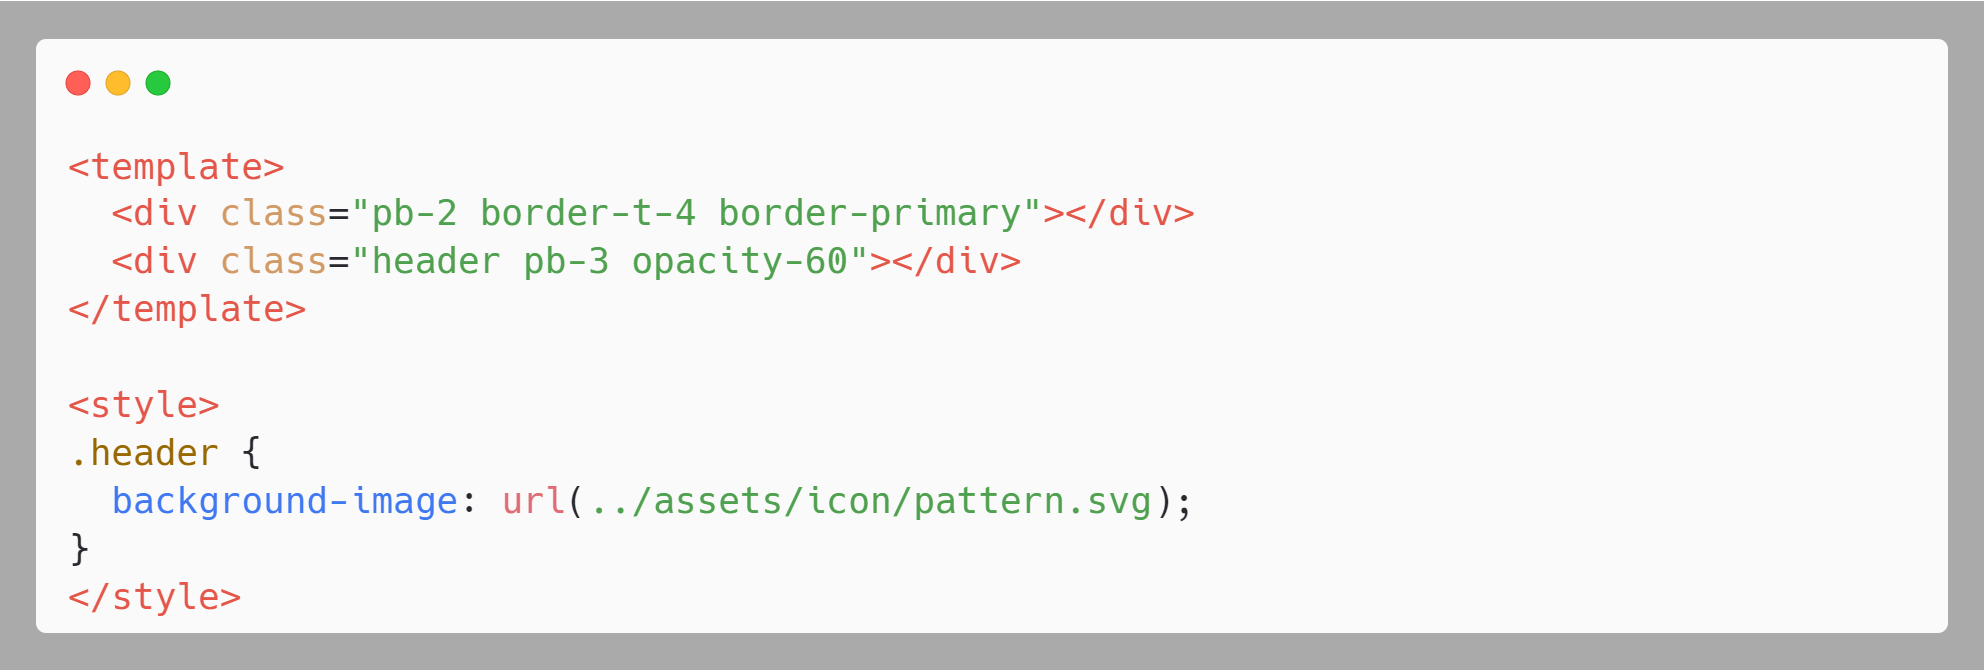 <template>
  <div class="pb-2 border-t-4 border-primary"></div>
  <div class="header pb-3 opacity-60"></div>
</template>

<style>
.header {
  background-image: url(../assets/icon/pattern.svg);
}
</style>